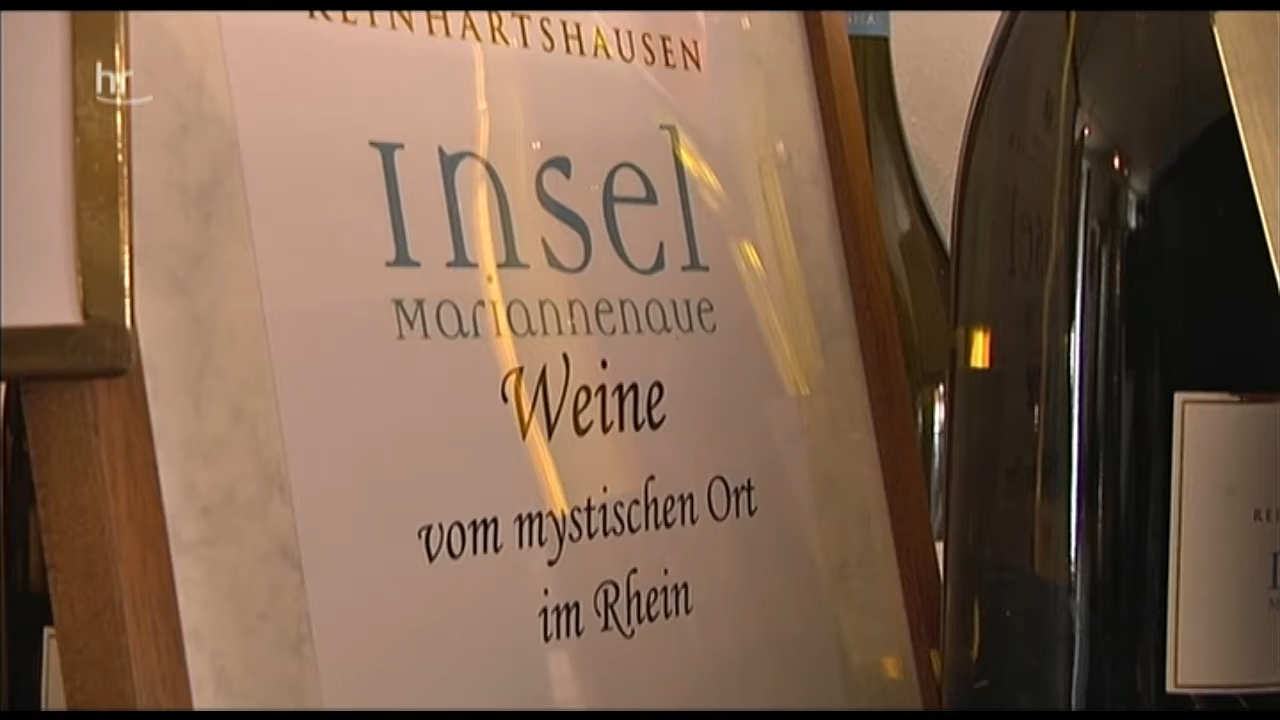 REINHARTSHAUSEN
hr
Insel
Mariannenaue
Weine
vom mystischen Ort
im Rhein